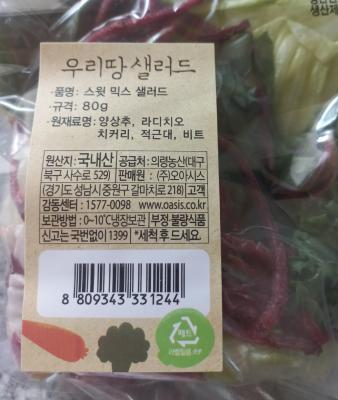 생산제
우리땅 샐러드
·품명: 스윗 믹스 샐러드
·규격: 80g
·원재료명: 양상추, 라디치오
치커리, 적근대, 비트
원산지: 국내산 공급처: 의령농산(대구
북구 사수로 529) 판매원 : (주)오아시스
(경기도 성남시 중원구 갈마치로 218) 고객
감동센터 : 1577-0098 www.oasis.co.kr
보관방법 : 0~10℃냉장보관 부정·불량식품
신고는 국번없이 1399 *세척 후 드세요.
8 809343 331244
페트